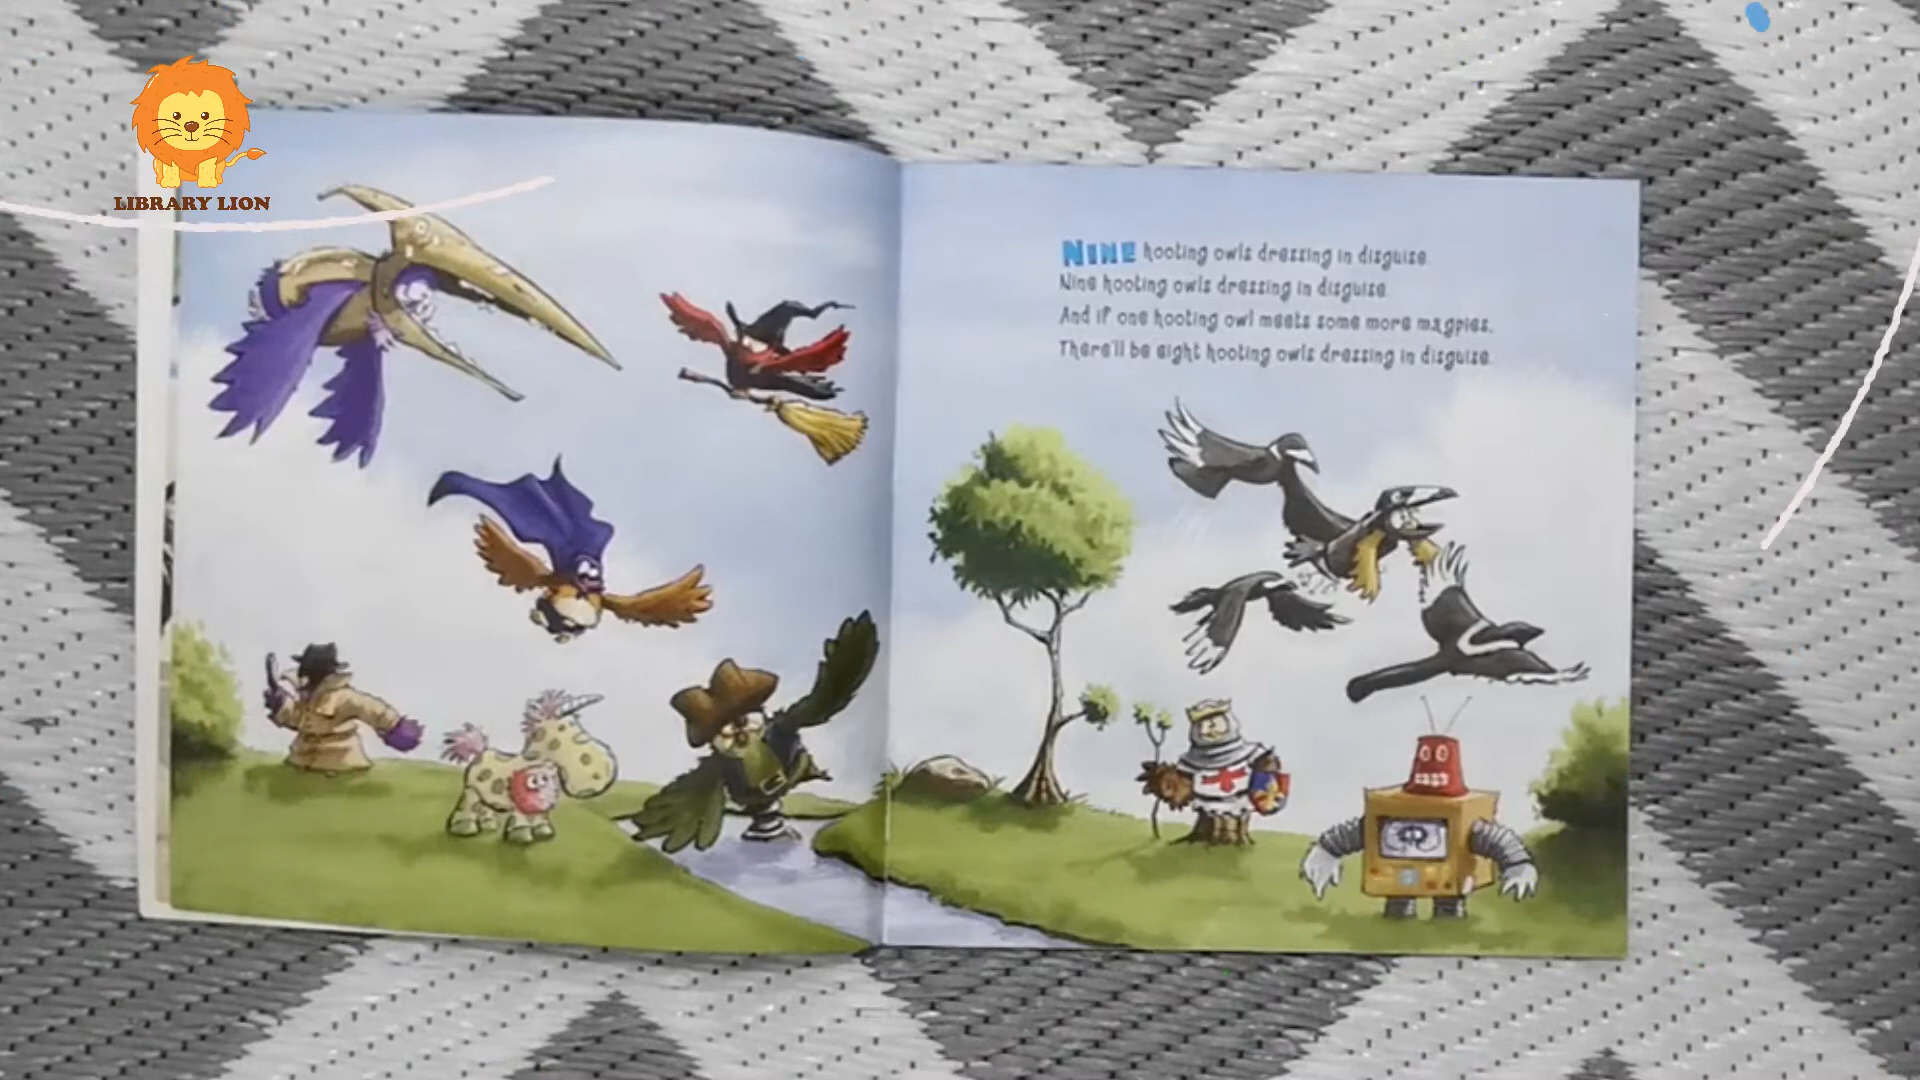 LIBRARY LION
NINE hooting owls dressing in disguise.
Nine hooting owls dressing in disguise.
And if one hooting owl meets some more magpies,
There'll be eight hooting owls dressing in disguise.